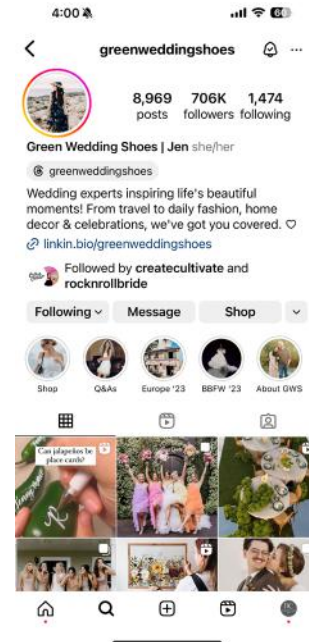 4:00
60
greenweddingshoes
8,969 706K 1,474
posts followers following
Green Wedding Shoes | Jen she/her
greenweddingshoes
Wedding experts inspiring life's beautiful
moments! From travel to daily fashion, home
decor & celebrations, we've got you covered. ♡
linkin.bio/greenweddingshoes
Followed by createcultivate and
rocknrollbride
Following Message Shop
Shop Q&As Europe '23 BBFW '23 About GWS
Can jalapeños be
place cards?
R